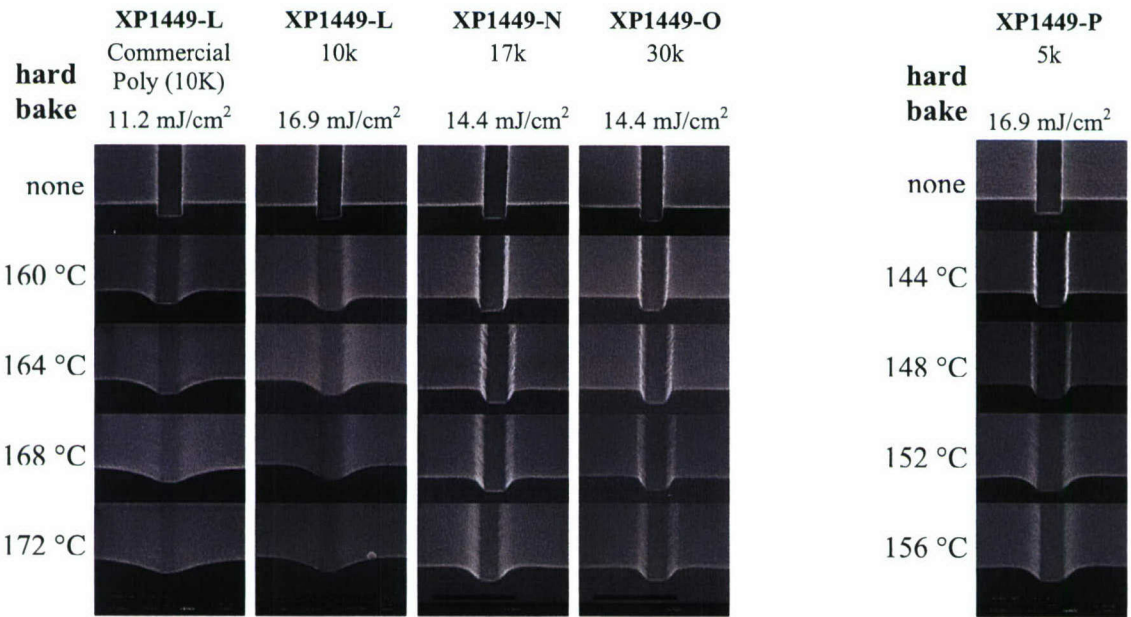 XP1449-L XP1449-L XP1449-N XP1449-O XP1449-P
Commercial 10k 17k 30k 5k
Poly (10K)
hard hard
bake bake
11.2 mJ/cm² 16.9 mJ/cm² 14.4 mJ/cm² 14.4 mJ/cm² 16.9 mJ/cm²
none none
160 °C 144 °C
164 °C 148 °C
168 °C 152 °C
172 °C 156 °C